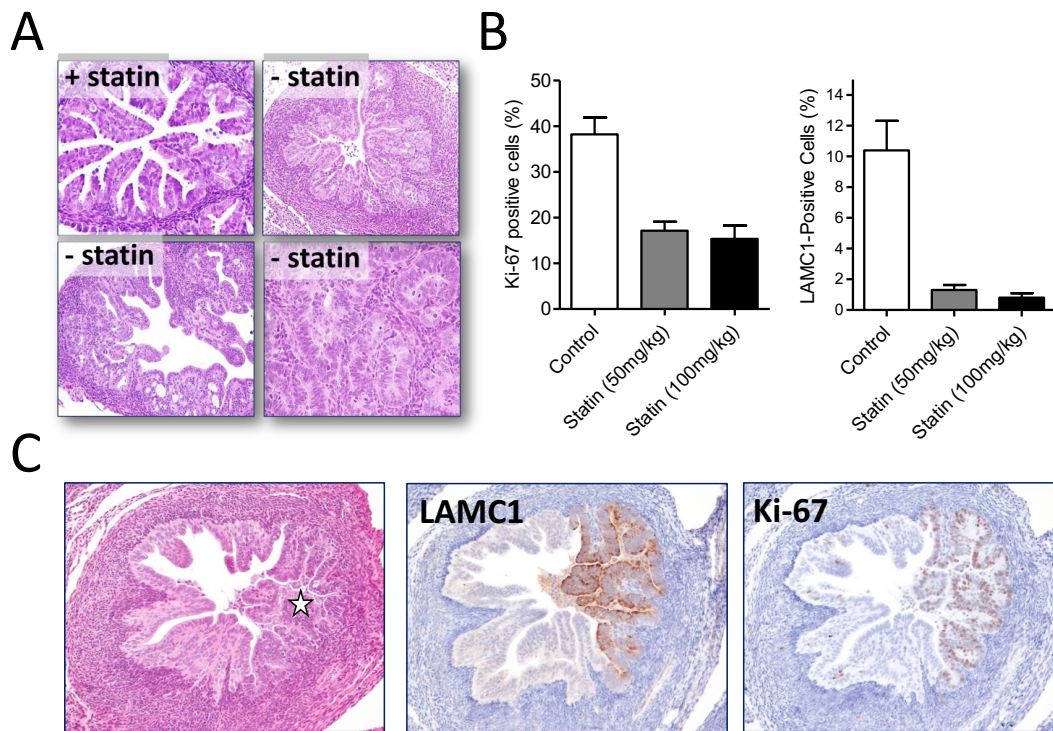 A
+ statin
- statin
- statin
- statin
B
Ki-67 positive cells (%)
50
40
30
20
10
0
Control
Statin (50mg/kg)
Statin (100mg/kg)
LAMC1-Positive Cells (%)
14
12
10
8
6
4
2
0
Control
Statin (50mg/kg)
Statin (100mg/kg)
C
LAMC1
Ki-67